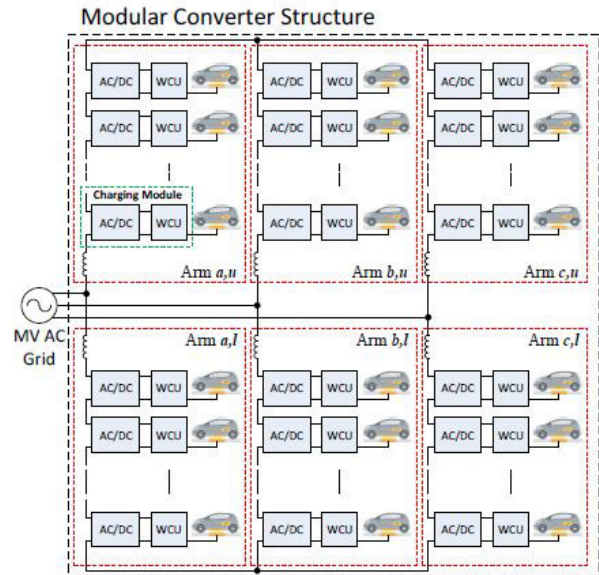 Modular Converter Structure
AC/DC WCU AC/DC WCU AC/DC WCU
AC/DC WCU AC/DC WCU AC/DC WCU
Charging Module
AC/DC WCU AC/DC WCU AC/DC WCU
Arm a,u Arm b,u Arm c,u
MV AC
Grid
Arm a,l Arm b,l Arm c,l
AC/DC WCU AC/DC WCU AC/DC WCU
AC/DC WCU AC/DC WCU AC/DC WCU
AC/DC WCU AC/DC WCU AC/DC WCU